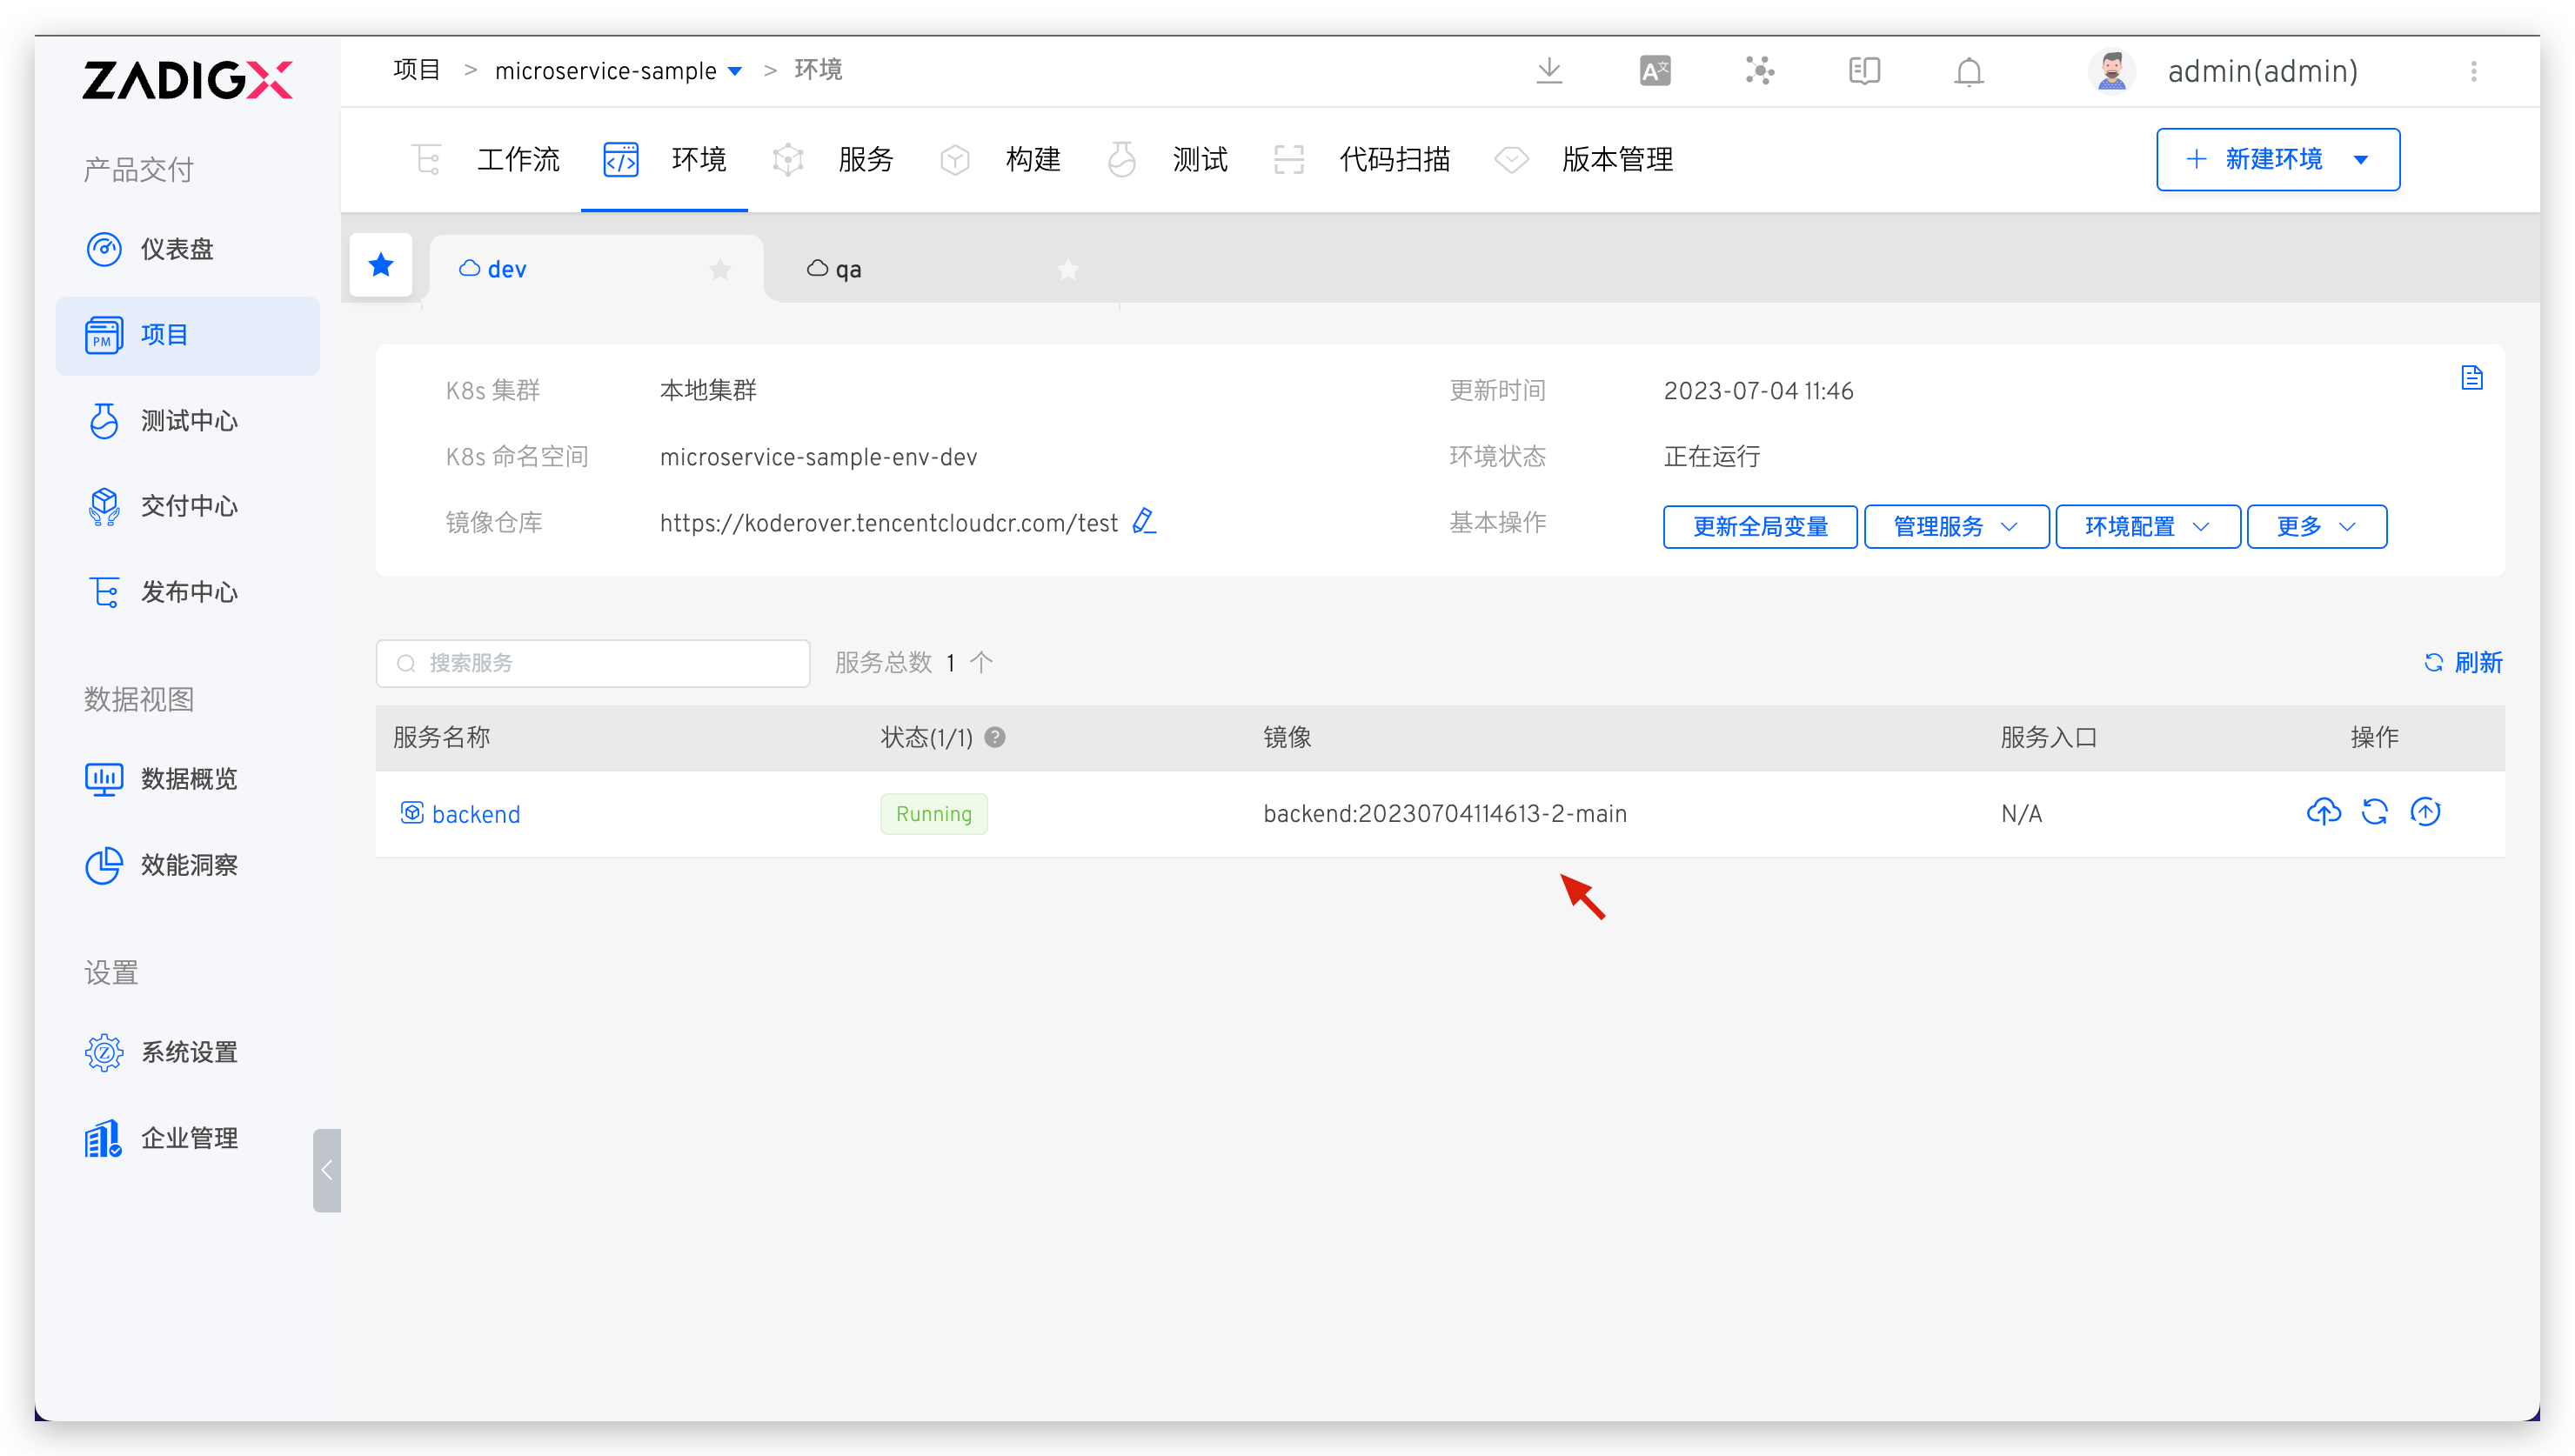 ZADIGX
项目 > microservice-sample > 环境
admin(admin)
产品交付
仪表盘
PM 项目
测试中心
交付中心
发布中心
数据视图
数据概览
效能洞察
设置
系统设置
企业管理
工作流 环境 服务 构建 测试 代码扫描 版本管理
+ 新建环境
dev qa
K8s 集群 本地集群 更新时间 2023-07-04 11:46
K8s 命名空间 microservice-sample-env-dev 环境状态 正在运行
镜像仓库 https://koderover.tencentcloudcr.com/test 基本操作 更新全局变量 管理服务 环境配置 更多
搜索服务 服务总数 1 个 刷新
服务名称 状态(1/1) ? 镜像 服务入口 操作
backend Running backend:20230704114613-2-main N/A